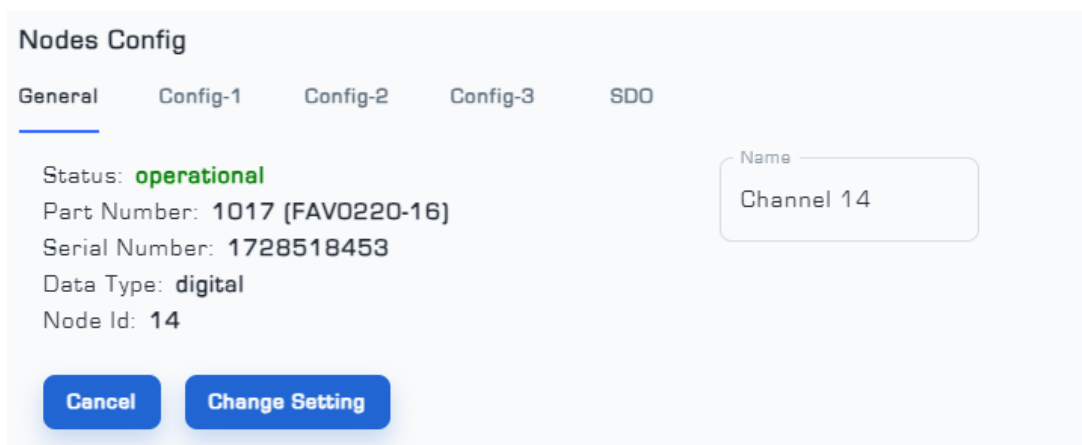 Nodes Config
General Config-1 Config-2 Config-3 SDO
Status: operational
Part Number: 1017 (FAV0220-16)
Serial Number: 1728518453
Data Type: digital
Node Id: 14
Name
Channel 14
Cancel Change Setting